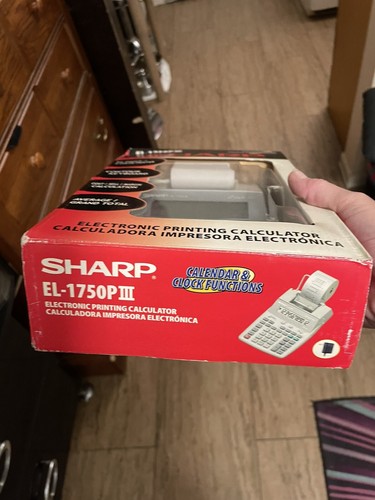 CALCULATION
AVERAGE /
GRAND TOTAL
ELECTRONIC PRINTING CALCULATOR
CALCULADORA IMPRESORA ELECTRÓNICA
SHARP®
CALENDAR &
CLOCK FUNCTIONS
EL-1750PIII
ELECTRONIC PRINTING CALCULATOR
CALCULADORA IMPRESORA ELECTRÓNICA